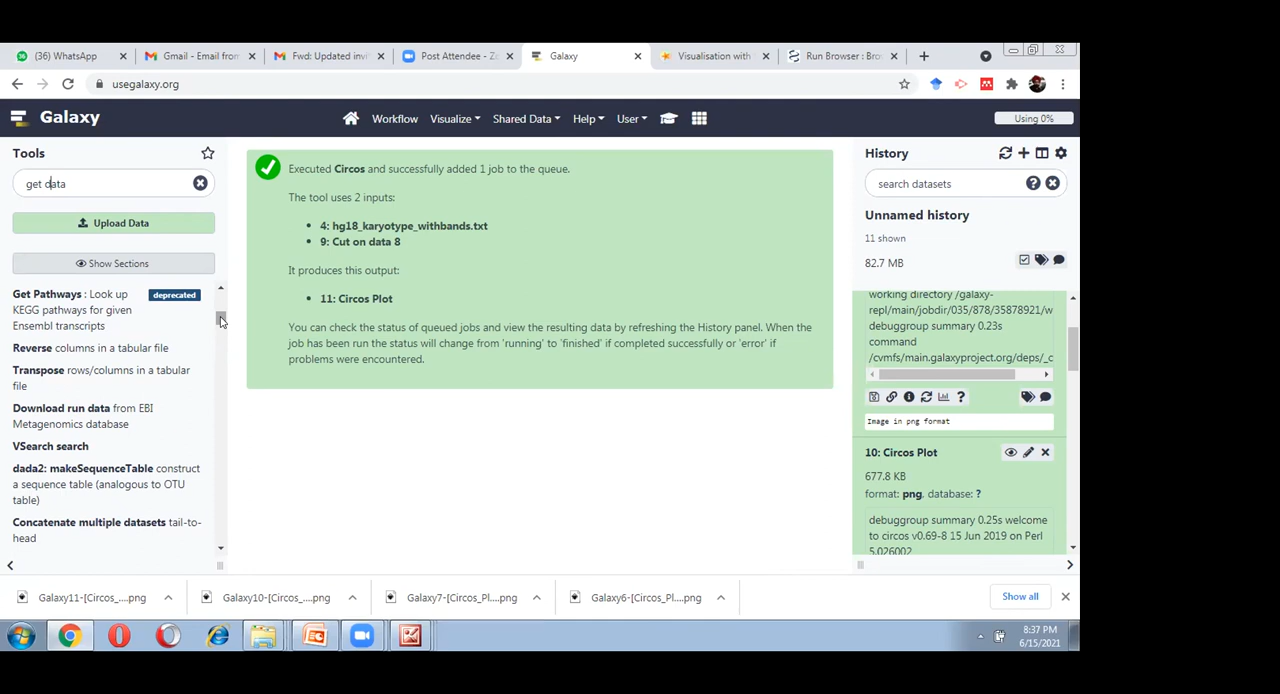 (36) WhatsApp
Gmail - Email from
Fwd: Updated invi
Post Attendee - Zo
Galaxy
Visualisation with
Run Browser : Bro
usegalaxy.org
Galaxy
Workflow
Visualize
Shared Data
Help
User
Using 0%
Tools
get data
Upload Data
Show Sections
Get Pathways : Look up
deprecated
KEGG pathways for given
Ensembl transcripts
Reverse columns in a tabular file
Transpose rows/columns in a tabular
file
Download run data from EBI
Metagenomics database
VSearch search
dada2: makeSequenceTable construct
a sequence table (analogous to OTU
table)
Concatenate multiple datasets tail-to-
head
Executed Circos and successfully added 1 job to the queue.
The tool uses 2 inputs:
• 4: hg18_karyotype_withbands.txt
• 9: Cut on data 8
It produces this output:
• 11: Circos Plot
You can check the status of queued jobs and view the resulting data by refreshing the History panel. When the
job has been run the status will change from 'running' to 'finished' if completed successfully or 'error' if
problems were encountered.
History
search datasets
Unnamed history
11 shown
82.7 MB
working directory /galaxy-
repl/main/jobdir/035/878/35878921/w
debuggroup summary 0.23s
command
/cvmfs/main.galaxyproject.org/deps/_c
Image in png format
10: Circos Plot
677.8 KB
format: png, database: ?
debuggroup summary 0.25s welcome
to circos v0.69-8 15 Jun 2019 on Perl
5.026002
Galaxy11-[Circos_....png
Galaxy10-[Circos_....png
Galaxy7-[Circos_Pl....png
Galaxy6-[Circos_Pl....png
Show all
8:37 PM
6/15/2021